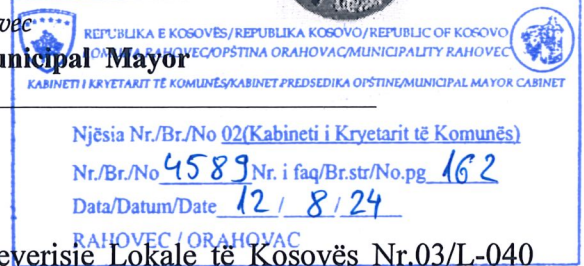 vec
REPUBLIKA E KOSOVËS/REPUBLIKA KOSOVO/REPUBLIC OF KOSOVO
KOMUNA RAHOVEC/OPŠTINA ORAHOVAC/MUNICIPALITY RAHOVEC
unicipal Mayor
KABINETI I KRYETARIT TË KOMUNËS/KABINET PREDSEDIKA OPŠTINE/MUNICIPAL MAYOR CABINET
Njësia Nr./Br./No 02(Kabineti i Kryetarit të Komunës)
Nr./Br./No 4589 Nr. i faq/Br.str/No.pg 162
Data/Datum/Date 12 / 8 / 24
RAHOVEC / ORAHOVAC
everisje Lokale të Kosovës Nr.03/L-040